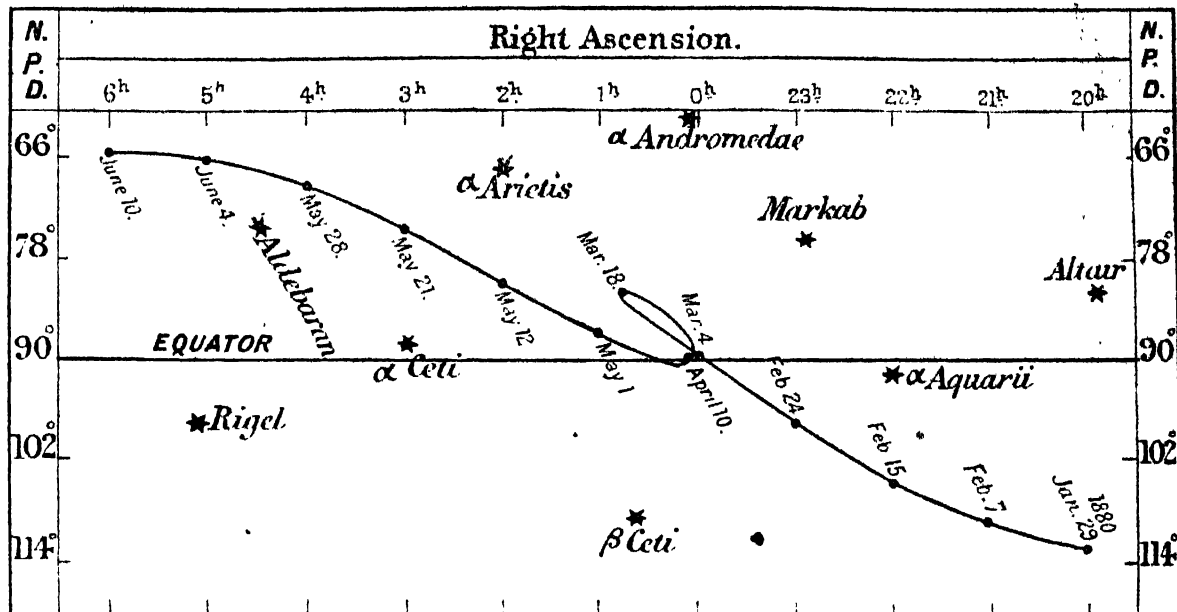 N. P. D.
Right Ascension.
N. P. D.
6h 5h 4h 3h 2h 1h 0h 23h 22h 21h 20h
66°
α Andromedae
66°
June 10.
June 4.
May 28.
α Arietis
Markab
78°
Aldebaran
May 21.
Mar. 18.
78°
Altair
May 12
Mar. 4
90°
EQUATOR
α Ceti
May 1
April 10.
Feb 24
α Aquarii
90°
Rigel
102°
Feb 15
Feb. 7
1880
Jan. 29
102°
β Ceti
114°
114°